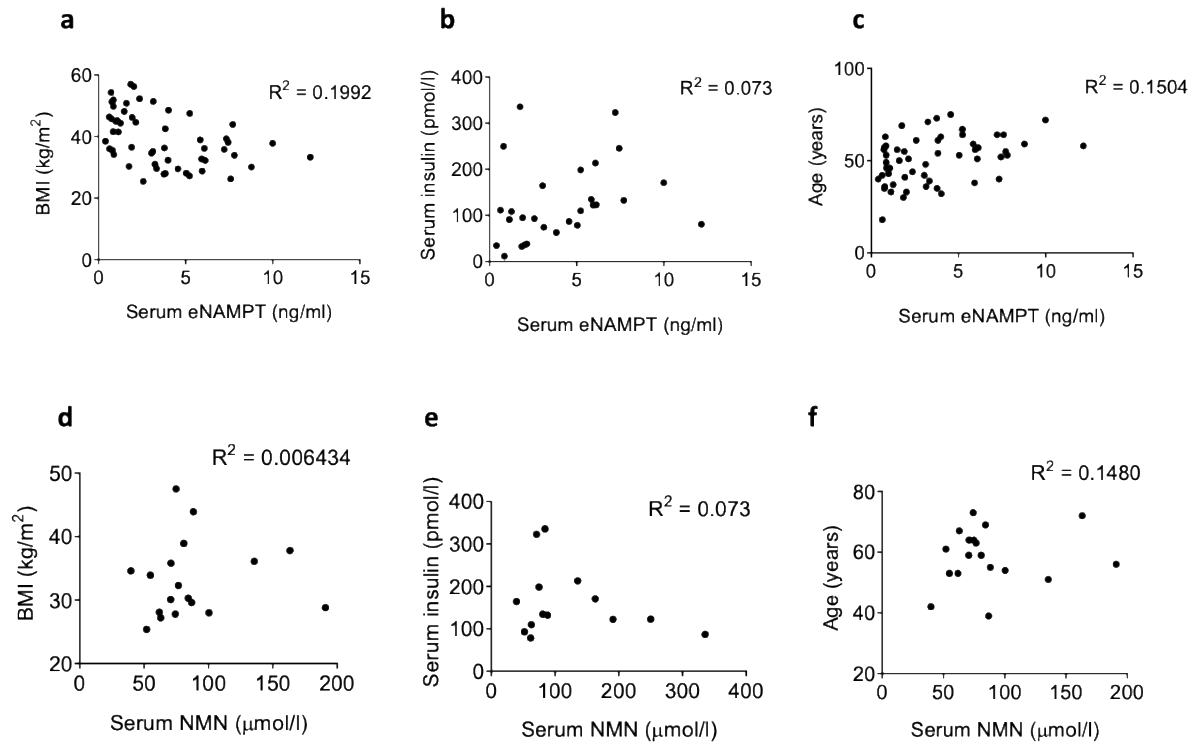 a
R² = 0.1992
BMI (kg/m²)
60
40
20
0
0 5 10 15
Serum eNAMPT (ng/ml)
b
R² = 0.073
Serum insulin (pmol/l)
400
300
200
100
0
0 5 10 15
Serum eNAMPT (ng/ml)
c
R² = 0.1504
Age (years)
100
50
0
0 5 10 15
Serum eNAMPT (ng/ml)
d
R² = 0.006434
BMI (kg/m²)
50
40
30
20
0 50 100 150 200
Serum NMN (μmol/l)
e
R² = 0.073
Serum insulin (pmol/l)
400
300
200
100
0
0 100 200 300 400
Serum NMN (μmol/l)
f
R² = 0.1480
Age (years)
80
60
40
20
0 50 100 150 200
Serum NMN (μmol/l)